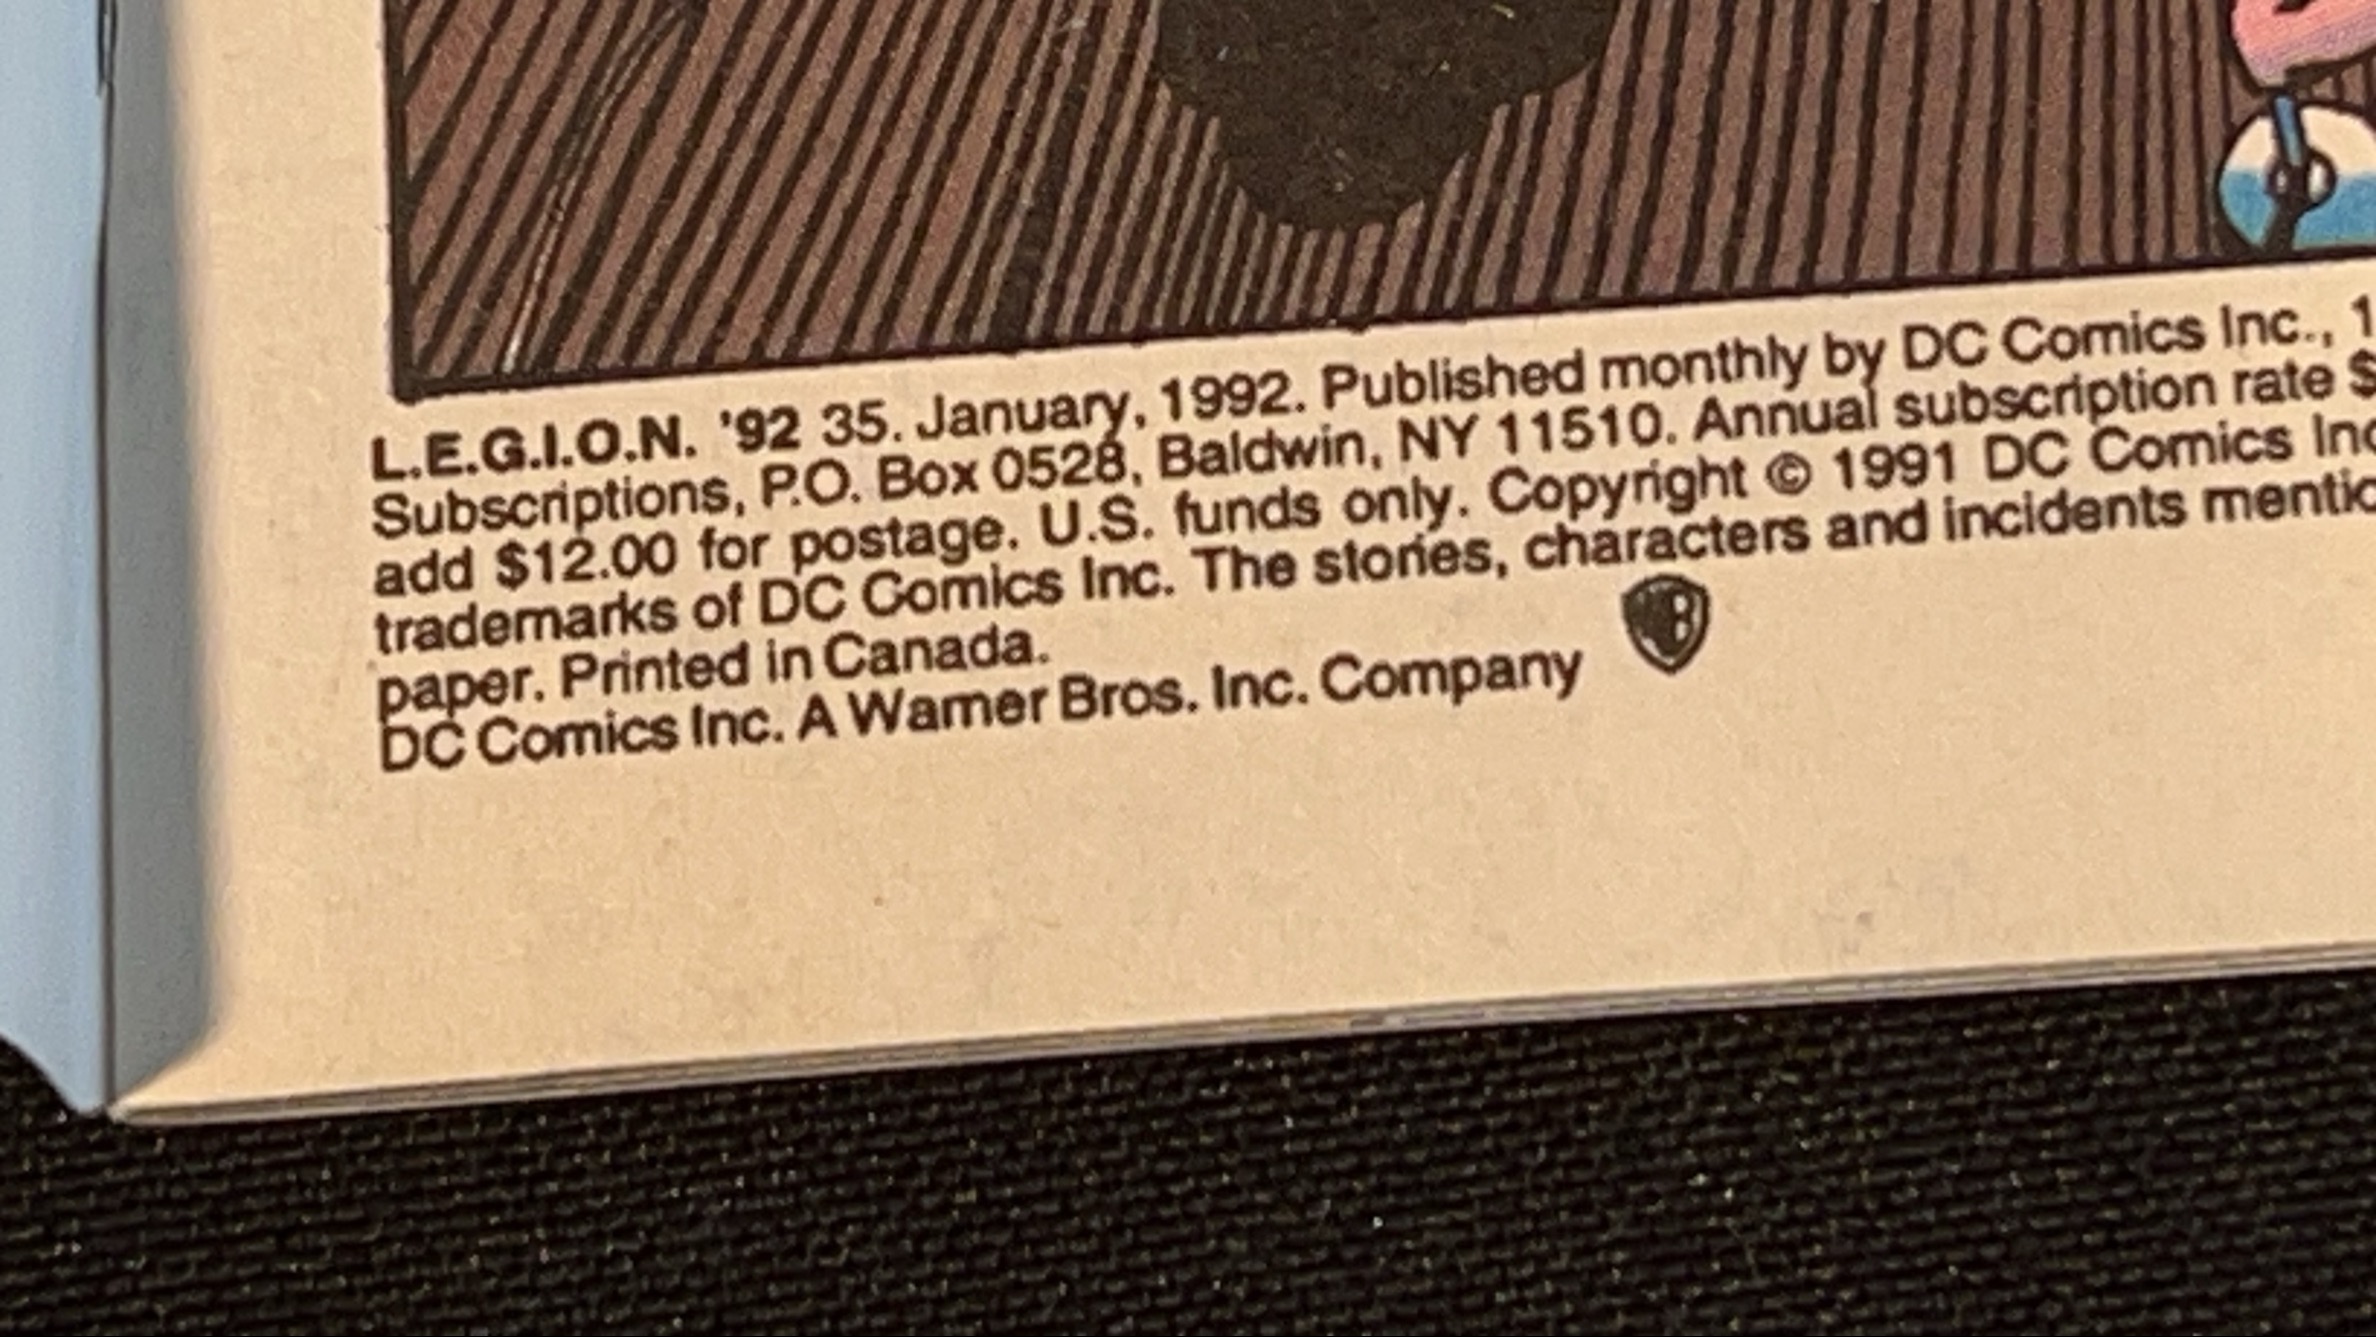 L.E.G.I.O.N. '92 35. January, 1992. Published monthly by DC Comics Inc., 1
Subscriptions, P.O. Box 0528, Baldwin, NY 11510. Annual subscription rate $
add $12.00 for postage. U.S. funds only. Copyright © 1991 DC Comics Inc
trademarks of DC Comics Inc. The stories, characters and incidents mentio
paper. Printed in Canada.
DC Comics Inc. A Warner Bros. Inc. Company